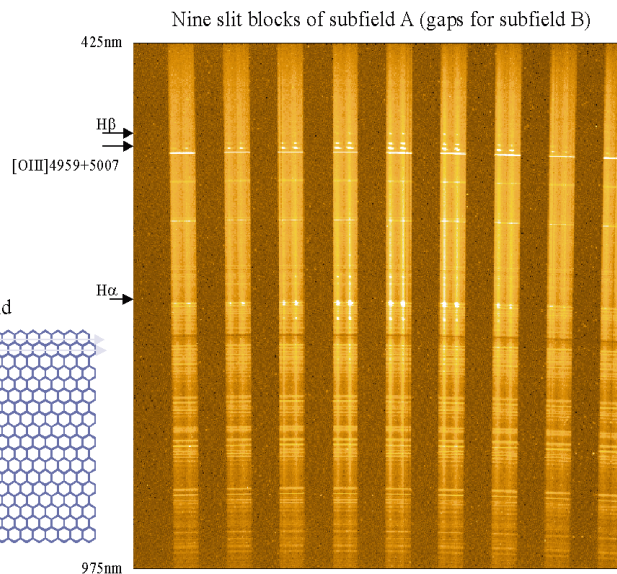 Nine slit blocks of subfield A (gaps for subfield B)
425nm
Hβ
[OIII]4959+5007
Hα
975nm